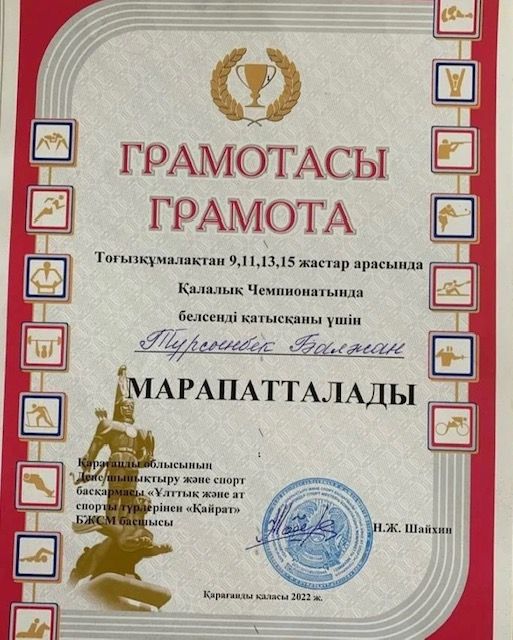 ГРАМОТАСЫ
ГРАМОТА
Тоғызқұмалақтан 9,11,13,15 жастар арасында
Қалалық Чемпионатында
белсенді қатысқаны үшін
Тұрсынбек Балжан
МАРАПАТТАЛАДЫ
Қарағанды облысының
Дене шынықтыру және спорт
басқармасы «Ұлттық және ат
спорты түрлерінен «Қайрат»
БЖСМ басшысы
Н.Ж. Шайхин
Қарағанды қаласы 2022 ж.